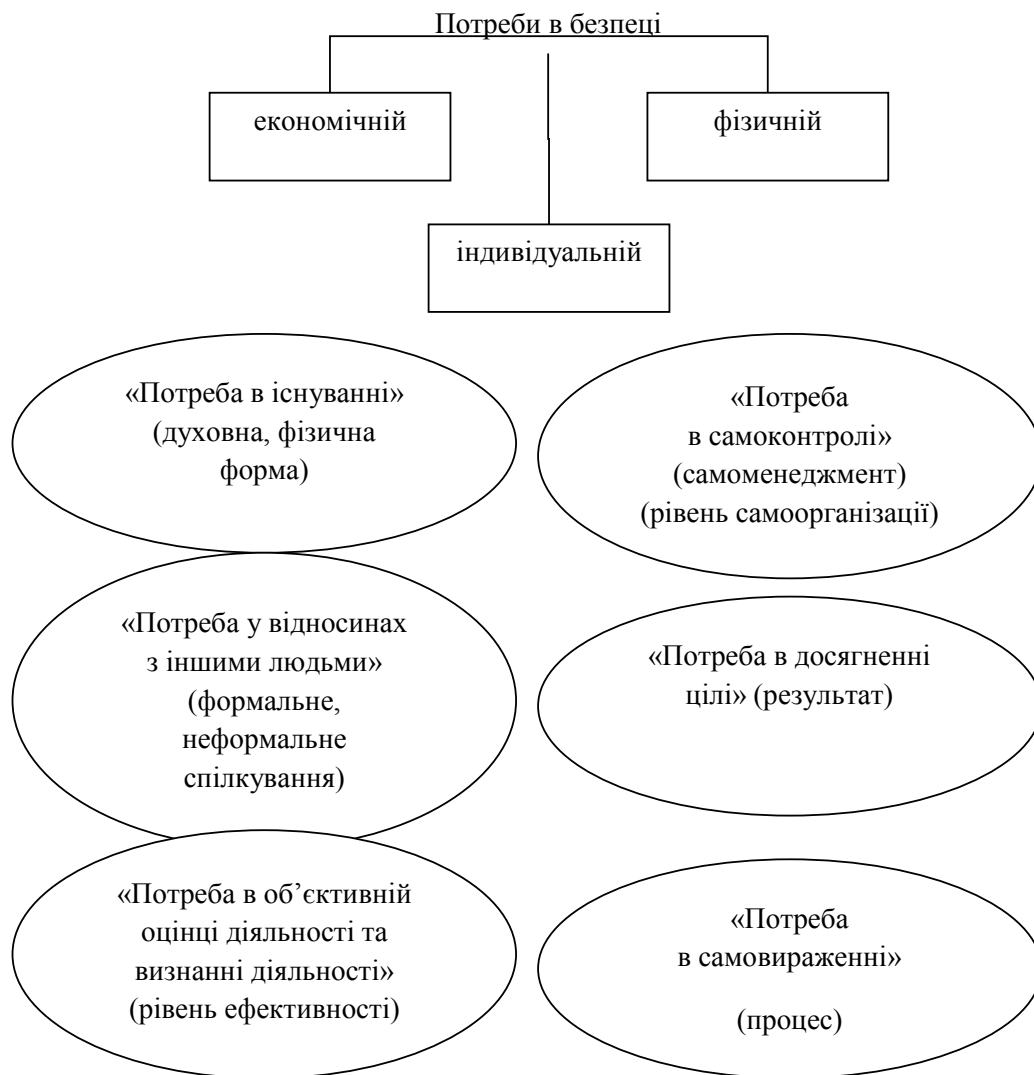 Потреби в безпеці
економічній
фізичній
індивідуальній
«Потреба в існуванні»
(духовна, фізична
форма)
«Потреба
в самоконтролі»
(самоменеджмент)
(рівень самоорганізації)
«Потреба у відносинах
з іншими людьми»
(формальне,
неформальне
спілкування)
«Потреба в досягненні
цілі» (результат)
«Потреба в об’єктивній
оцінці діяльності та
визнанні діяльності»
(рівень ефективності)
«Потреба
в самовираженні»
(процес)